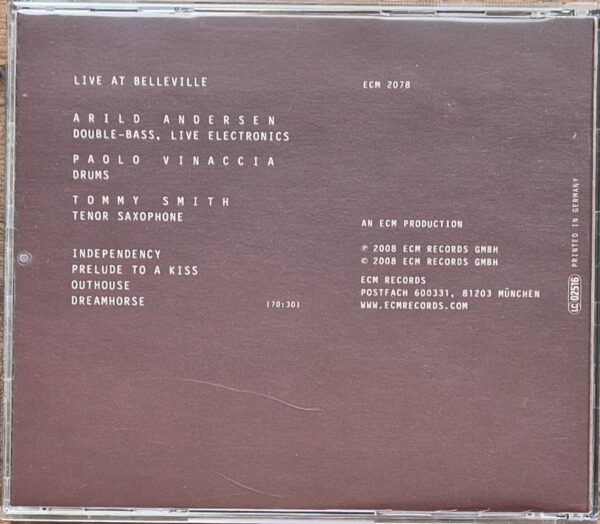 LIVE AT BELLEVILLE
ECM 2078
ARILD ANDERSEN
DOUBLE-BASS, LIVE ELECTRONICS
PAOLO VINACCIA
DRUMS
TOMMY SMITH
TENOR SAXOPHONE
INDEPENDENCY
PRELUDE TO A KISS
OUTHOUSE
DREAMHORSE
[70:30]
AN ECM PRODUCTION
℗ 2008 ECM RECORDS GMBH
© 2008 ECM RECORDS GMBH
ECM RECORDS
POSTFACH 600331, 81203 MÜNCHEN
WWW.ECMRECORDS.COM
LC 02516 PRINTED IN GERMANY